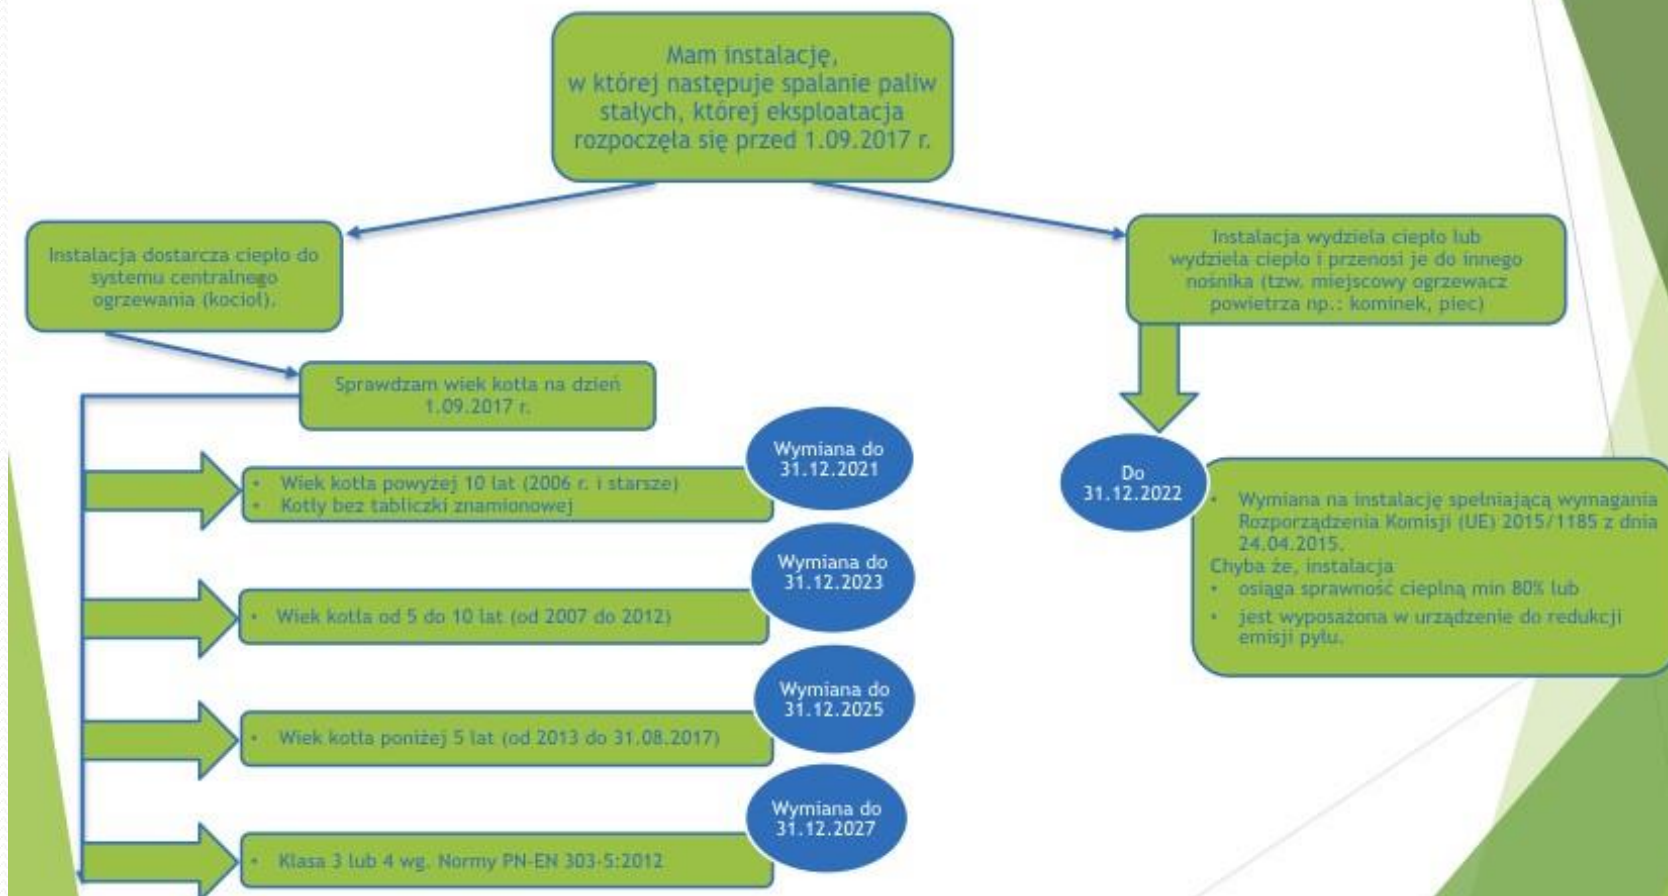 Mam instalację,
w której następuje spalanie paliw
stałych, której eksploatacja
rozpoczęła się przed 1.09.2017 r.
Instalacja dostarcza ciepło do
systemu centralnego
ogrzewania (kocioł).
Instalacja wydziela ciepło lub
wydziela ciepło i przenosi je do innego
nośnika (tzw. miejscowy ogrzewacz
powietrza np.: kominek, piec)
Sprawdzam wiek kotła na dzień
1.09.2017 r.
• Wiek kotła powyżej 10 lat (2006 r. i starsze)
• Kotły bez tabliczki znamionowej
Wymiana do
31.12.2021
• Wiek kotła od 5 do 10 lat (od 2007 do 2012)
Wymiana do
31.12.2023
• Wiek kotła poniżej 5 lat (od 2013 do 31.08.2017)
Wymiana do
31.12.2025
• Klasa 3 lub 4 wg. Normy PN-EN 303-5:2012
Wymiana do
31.12.2027
Do
31.12.2022
• Wymiana na instalację spełniającą wymagania
Rozporządzenia Komisji (UE) 2015/1185 z dnia
24.04.2015.
Chyba że, instalacja
• osiąga sprawność cieplną min 80% lub
• jest wyposażona w urządzenie do redukcji
emisji pyłu.